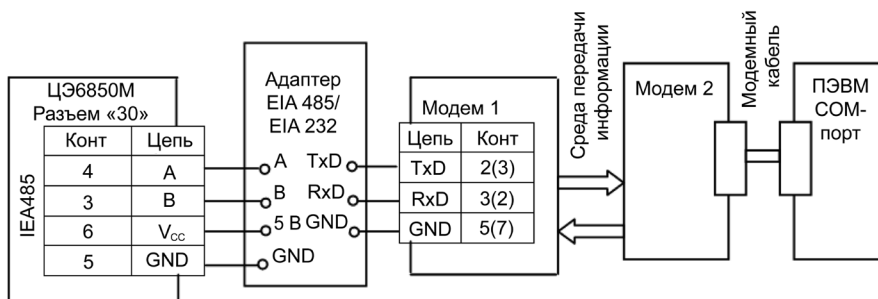 ЦЭ6850М
Разъем «30»
IEA485
Конт Цепь
4 A
3 B
6 Vcc
5 GND
Адаптер
EIA 485/
EIA 232
A TxD
B RxD
5 В GND
GND
Модем 1
Цепь Конт
TxD 2(3)
RxD 3(2)
GND 5(7)
Среда передачи
информации
Модем 2
Модемный
кабель
ПЭВМ
COM-
порт